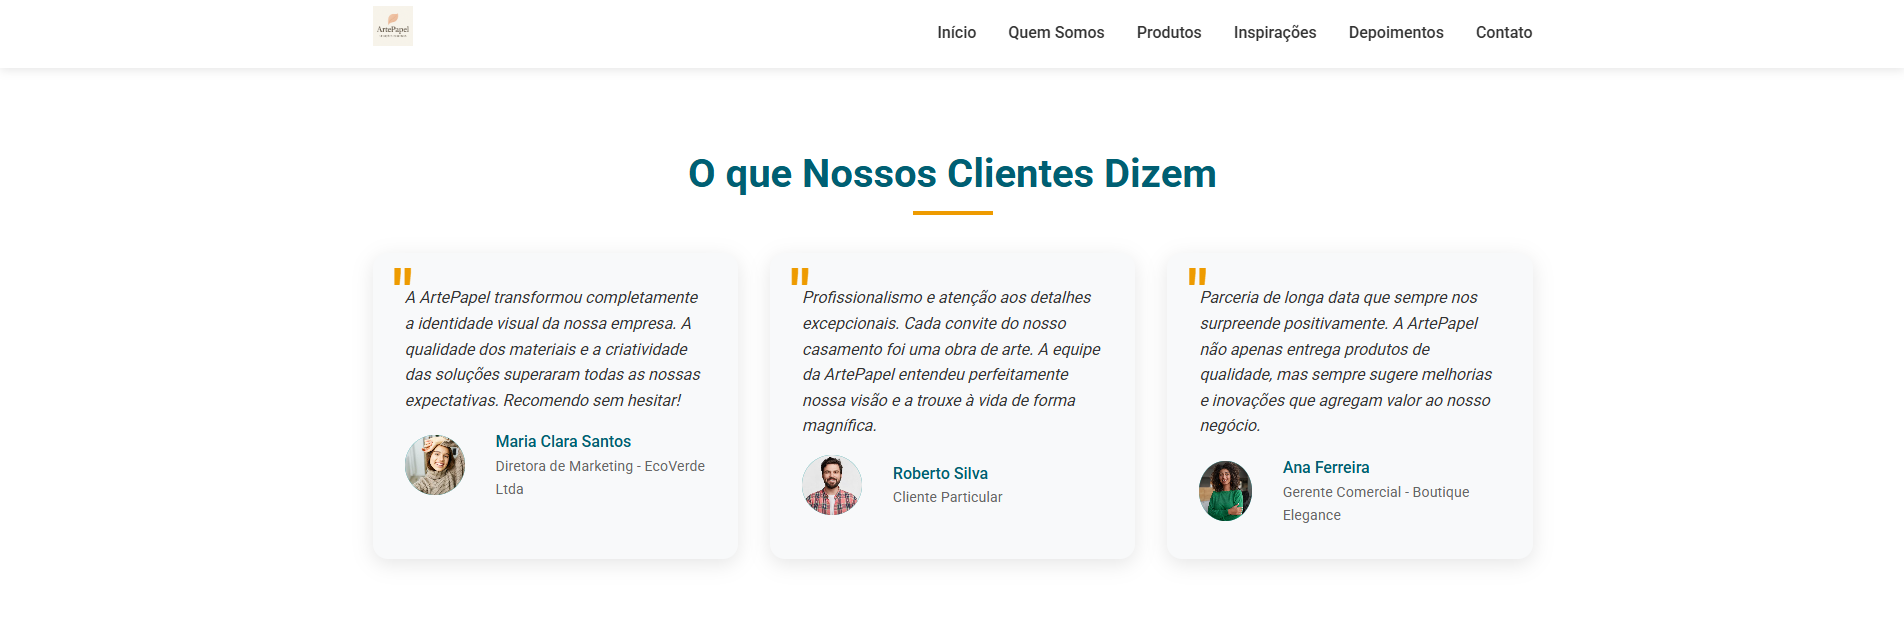 ArtePapel
Início Quem Somos Produtos Inspirações Depoimentos Contato
O que Nossos Clientes Dizem
"
A ArtePapel transformou completamente
a identidade visual da nossa empresa. A
qualidade dos materiais e a criatividade
das soluções superaram todas as nossas
expectativas. Recomendo sem hesitar!
Maria Clara Santos
Diretora de Marketing - EcoVerde
Ltda
"
Profissionalismo e atenção aos detalhes
excepcionais. Cada convite do nosso
casamento foi uma obra de arte. A equipe
da ArtePapel entendeu perfeitamente
nossa visão e a trouxe à vida de forma
magnífica.
Roberto Silva
Cliente Particular
"
Parceria de longa data que sempre nos
surpreende positivamente. A ArtePapel
não apenas entrega produtos de
qualidade, mas sempre sugere melhorias
e inovações que agregam valor ao nosso
negócio.
Ana Ferreira
Gerente Comercial - Boutique
Elegance